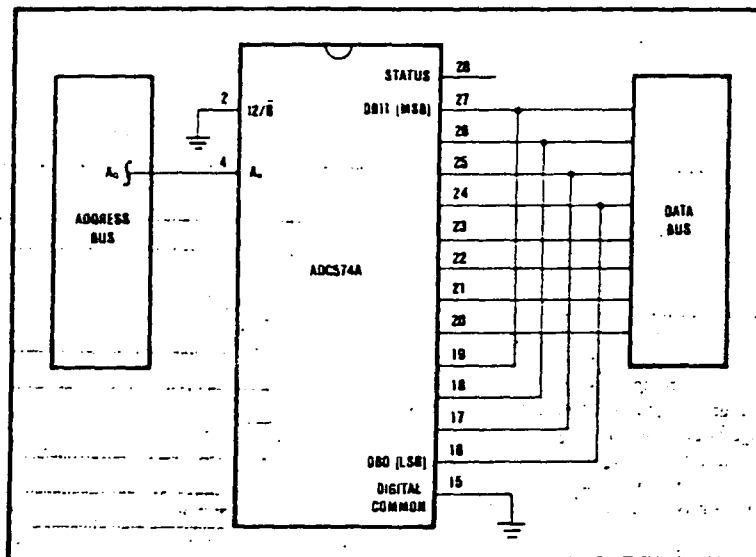 STATUS 28
2 12/8̅ DB11 (MSB) 27
26
A₀ 4 A₀ 25
24
ADDRESS BUS
DATA BUS
23
ADC574A 22
21
20
19
18
17
DB0 (LSB) 16
DIGITAL COMMON 15